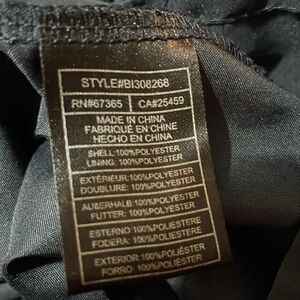 STYLE#BI308268
RN#67365 CA#25459
MADE IN CHINA
FABRIQUÉ EN CHINE
HECHO EN CHINA
SHELL:100%POLYESTER
LINING: 100%POLYESTER
EXTÉRIEUR:100%POLYESTER
DOUBLURE: 100%POLYESTER
AUßERHALB:100%POLYESTER
FUTTER: 100%POLYESTER
ESTERNO:100%POLIESTERE
FODERA: 100%POLIESTERE
EXTERIOR:100%POLIÉSTER
FORRO: 100%POLIÉSTER